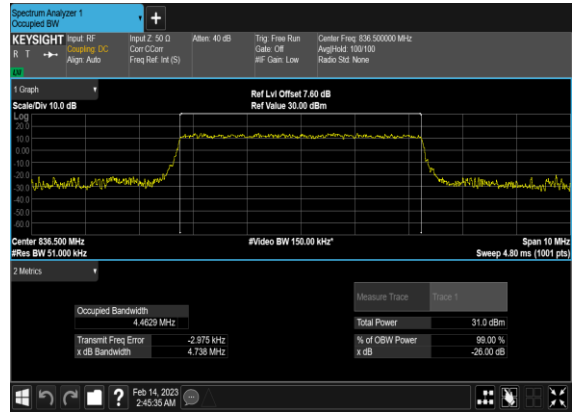 Spectrum Analyzer 1
Occupied BW
+
KEYSIGHT Input: RF Input Z: 50 Ω Atten: 40 dB Trig: Free Run Center Freq: 836.500000 MHz
R T Coupling: DC Corr CCorr Gate: Off Avg|Hold: 100/100
Align: Auto Freq Ref: Int (S) #IF Gain: Low Radio Std: None
1 Graph
Ref Lvl Offset 7.60 dB
Scale/Div 10.0 dB Ref Value 30.00 dBm
Log
20.0
10.0
0.00
-10.0
-20.0
-30.0
-40.0
-50.0
-60.0
Center 836.500 MHz #Video BW 150.00 kHz* Span 10 MHz
#Res BW 51.000 kHz Sweep 4.80 ms (1001 pts)
2 Metrics
Measure Trace Trace 1
Occupied Bandwidth
4.4629 MHz Total Power 31.0 dBm
Transmit Freq Error -2.975 kHz % of OBW Power 99.00 %
x dB Bandwidth 4.738 MHz x dB -26.00 dB
? Feb 14, 2023
2:45:35 AM